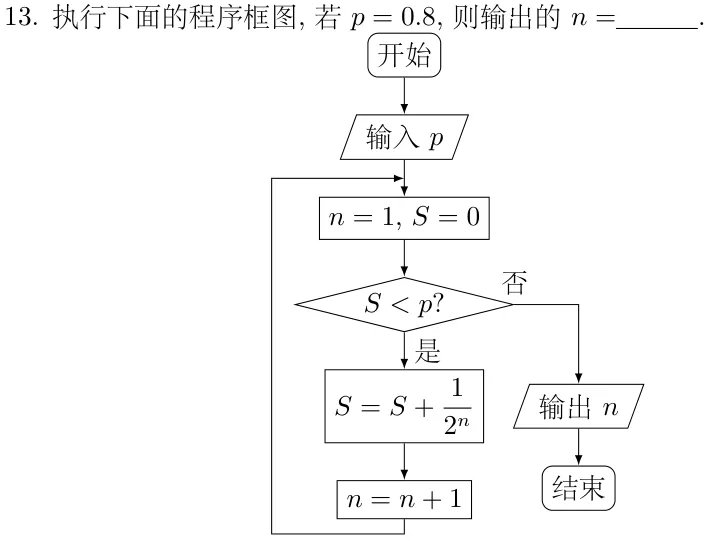 13. 执行下面的程序框图, 若 p = 0.8, 则输出的 n =______.
开始
输入 p
n = 1, S = 0
S < p?
否
是
S = S + \frac{1}{2^n}
输出 n
n = n + 1
结束